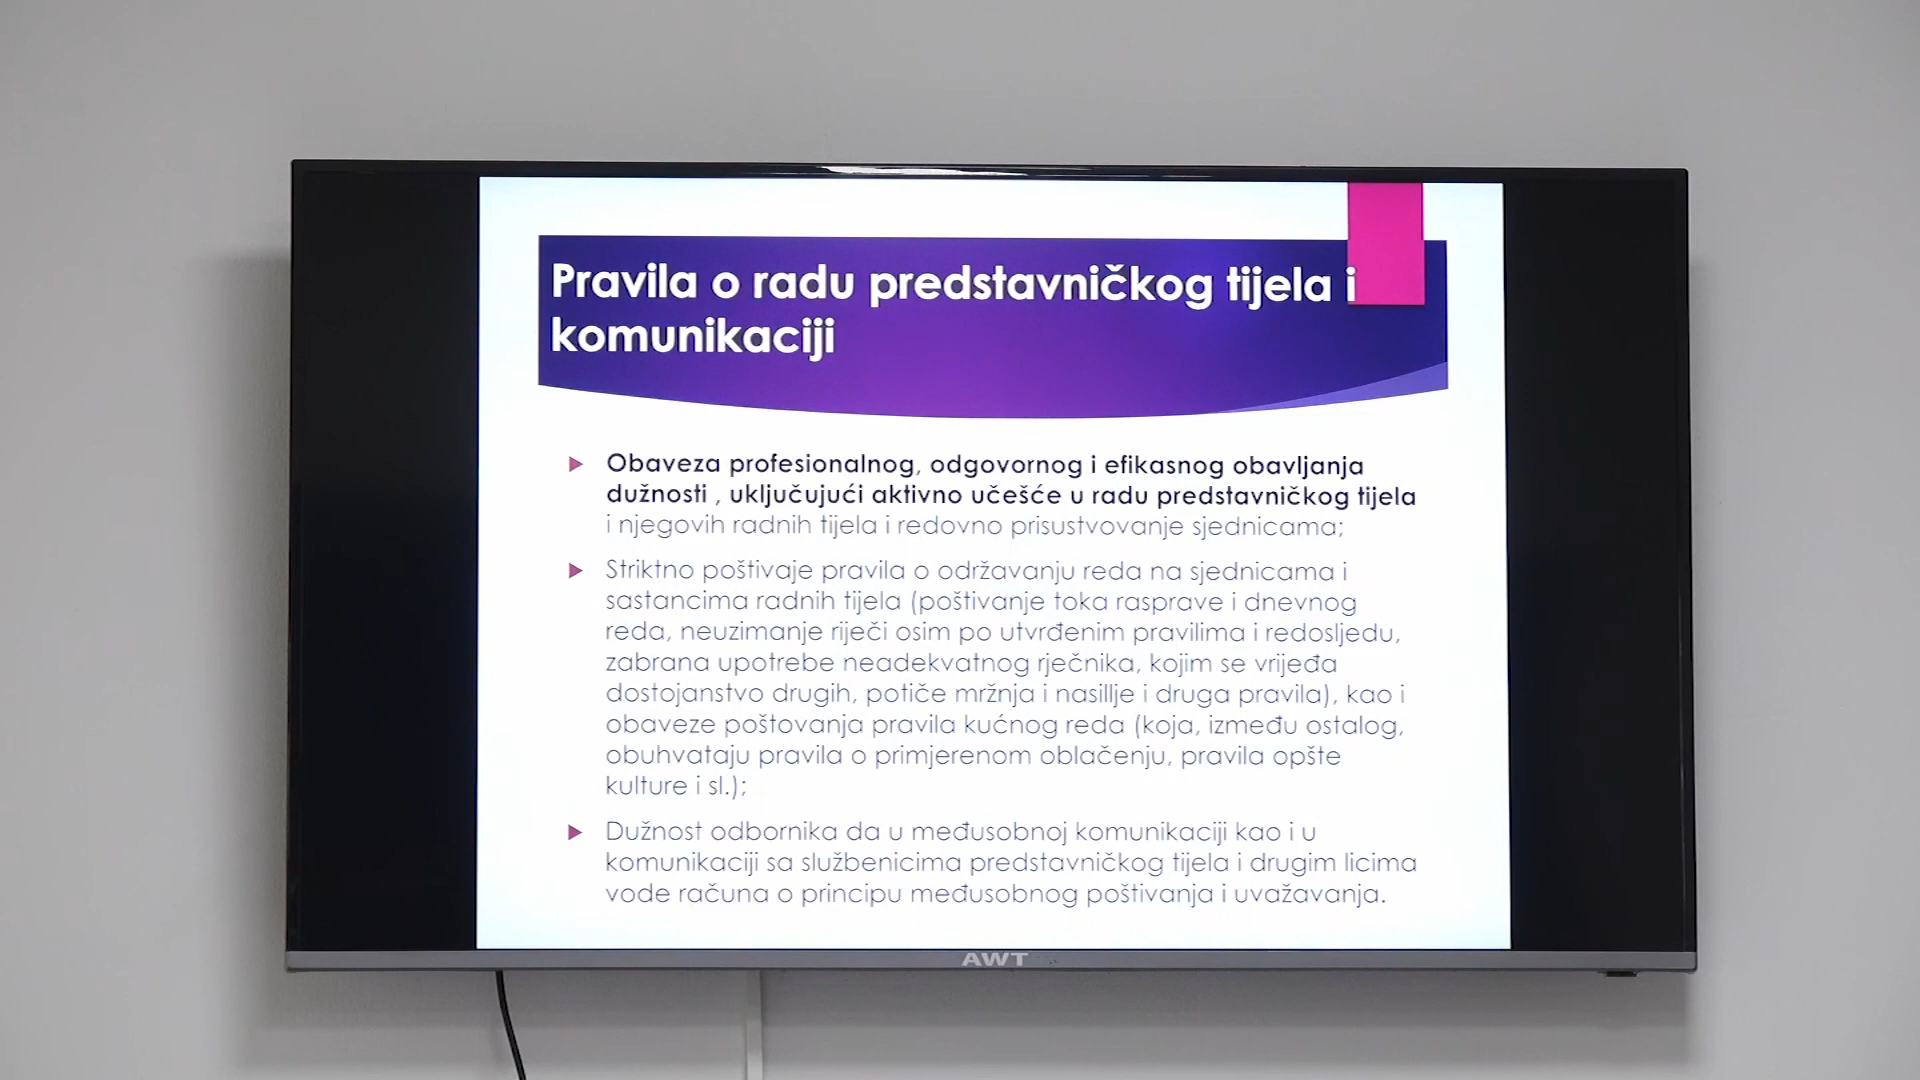 Pravila o radu predstavničkog tijela i
komunikaciji
Obaveza profesionalnog, odgovornog i efikasnog obavljanja
dužnosti , uključujući aktivno učešće u radu predstavničkog tijela
i njegovih radnih tijela i redovno prisustvovanje sjednicama;
Striktno poštivaje pravila o održavanju reda na sjednicama i
sastancima radnih tijela (poštivanje toka rasprave i dnevnog
reda, neuzimanje riječi osim po utvrđenim pravilima i redosljedu,
zabrana upotrebe neadekvatnog rječnika, kojim se vrijeđa
dostojanstvo drugih, potiče mržnja i nasillje i druga pravila), kao i
obaveze poštovanja pravila kućnog reda (koja, između ostalog,
obuhvataju pravila o primjerenom oblačenju, pravila opšte
kulture i sl.);
Dužnost odbornika da u međusobnoj komunikaciji kao i u
komunikaciji sa službenicima predstavničkog tijela i drugim licima
vode računa o principu međusobnog poštivanja i uvažavanja.
AWT